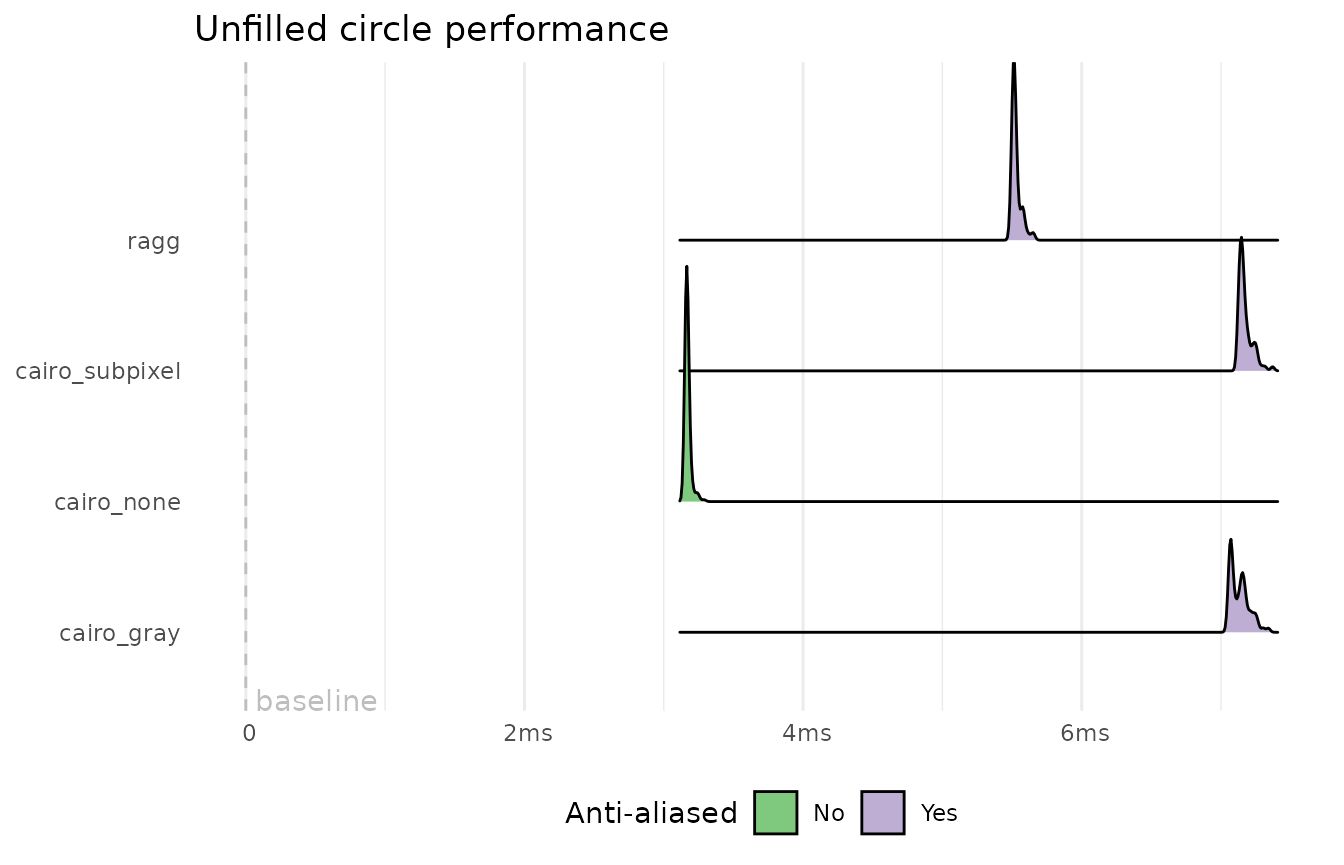 Unfilled circle performance
ragg
cairo_subpixel
cairo_none
cairo_gray
baseline
0 2ms 4ms 6ms
Anti-aliased No Yes